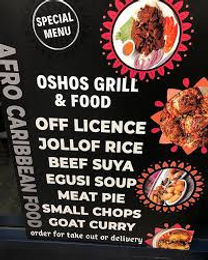 SPECIAL
MENU
AFRO CARIBBEAN FOOD
OSHOS GRILL
& FOOD
OFF LICENCE
JOLLOF RICE
BEEF SUYA
EGUSI SOUP
MEAT PIE
SMALL CHOPS
GOAT CURRY
order for take out or delivery